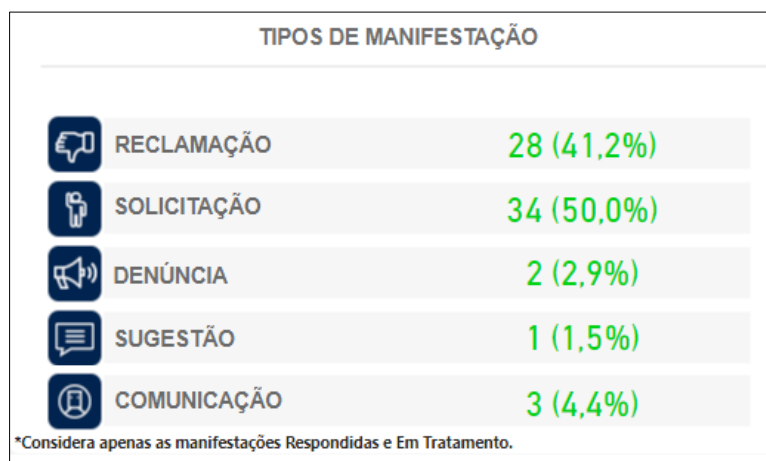 TIPOS DE MANIFESTAÇÃO
RECLAMAÇÃO 28 (41,2%)
SOLICITAÇÃO 34 (50,0%)
DENÚNCIA 2 (2,9%)
SUGESTÃO 1 (1,5%)
COMUNICAÇÃO 3 (4,4%)
*Considera apenas as manifestações Respondidas e Em Tratamento.